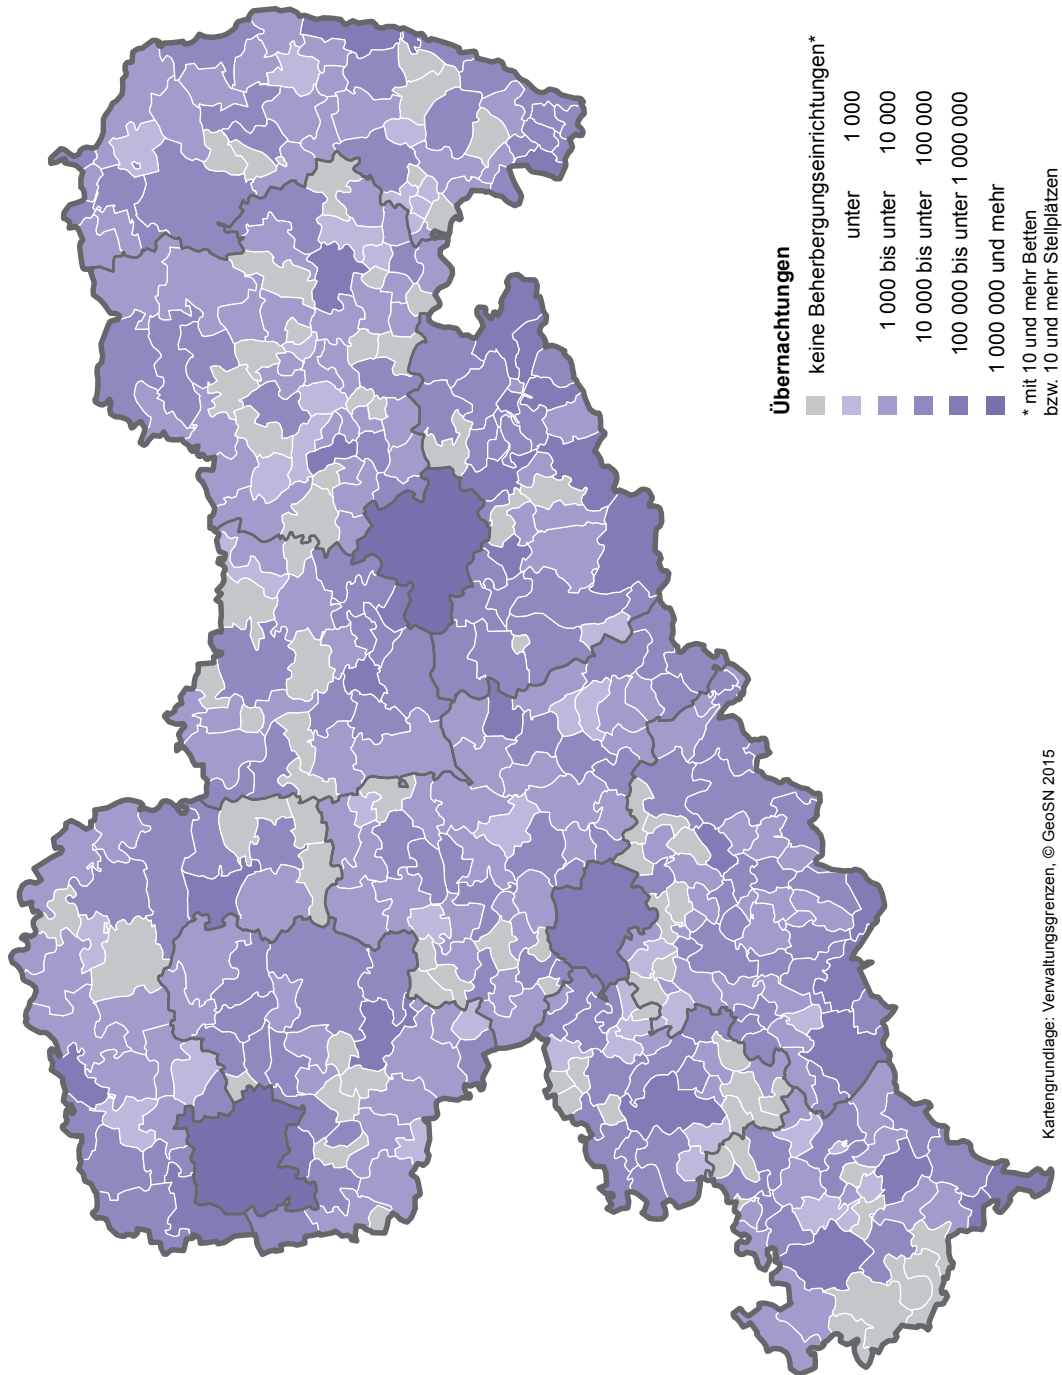 Übernachtungen
keine Beherbergungseinrichtungen*
unter 1 000
1 000 bis unter 10 000
10 000 bis unter 100 000
100 000 bis unter 1 000 000
1 000 000 und mehr
* mit 10 und mehr Betten
bzw. 10 und mehr Stellplätzen
Kartengrundlage: Verwaltungsgrenzen, © GeoSN 2015